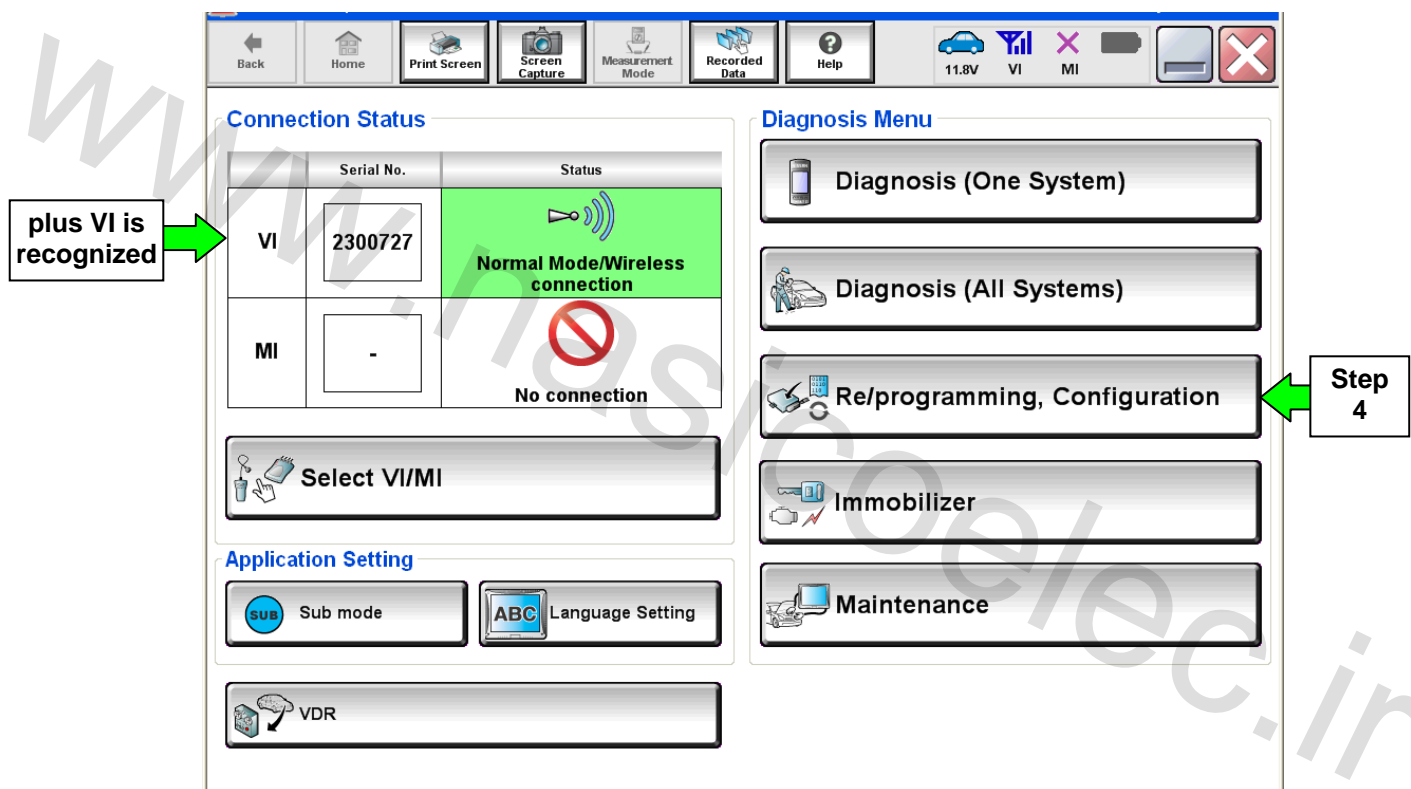 Back
Home
Print Screen
Screen
Capture
Measurement
Mode
Recorded
Data
Help
11.8V
VI
MI
Connection Status
Serial No.
Status
plus VI is
recognized
VI
2300727
Normal Mode/Wireless
connection
MI
-
No connection
Select VI/MI
Application Setting
SUB
Sub mode
ABC
Language Setting
VDR
Diagnosis Menu
Diagnosis (One System)
Diagnosis (All Systems)
Re/programming, Configuration
Step
4
Immobilizer
Maintenance
www.nasicoelec.ir